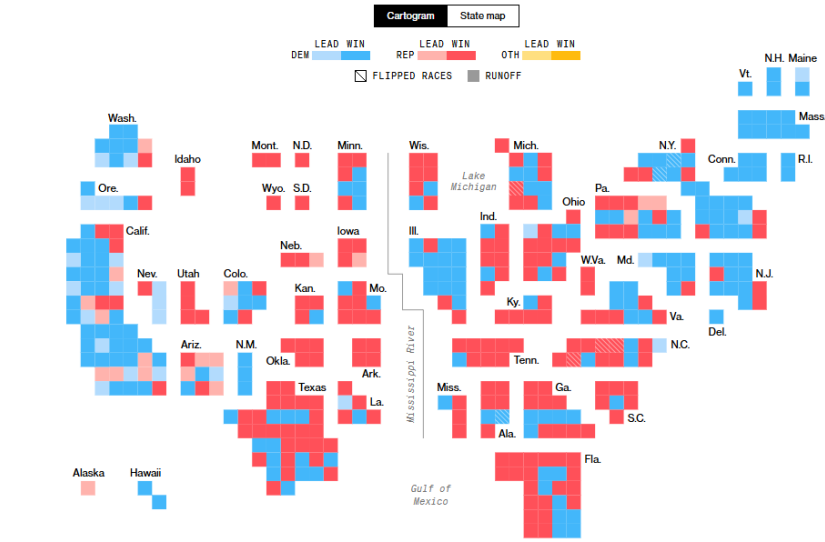 Cartogram State map
LEAD WIN LEAD WIN LEAD WIN
DEM REP OTH
FLIPPED RACES RUNOFF
N.H. Maine
Vt.
Wash. Mass
Mont. N.D. Minn. Wis. Mich. N.Y. Conn. R.I.
Idaho
Lake
Michigan
Ore. Wyo. S.D. Pa.
Ohio
Calif. Iowa Ill. Ind.
Neb.
Nev. Utah Colo. W.Va. Md. N.J.
Kan. Mo.
Ky. Va.
Del.
Mississippi River
Ariz. N.M. N.C.
Okla. Tenn.
Ark.
Texas Miss. Ga.
La.
S.C.
Ala.
Fla.
Alaska Hawaii
Gulf of
Mexico